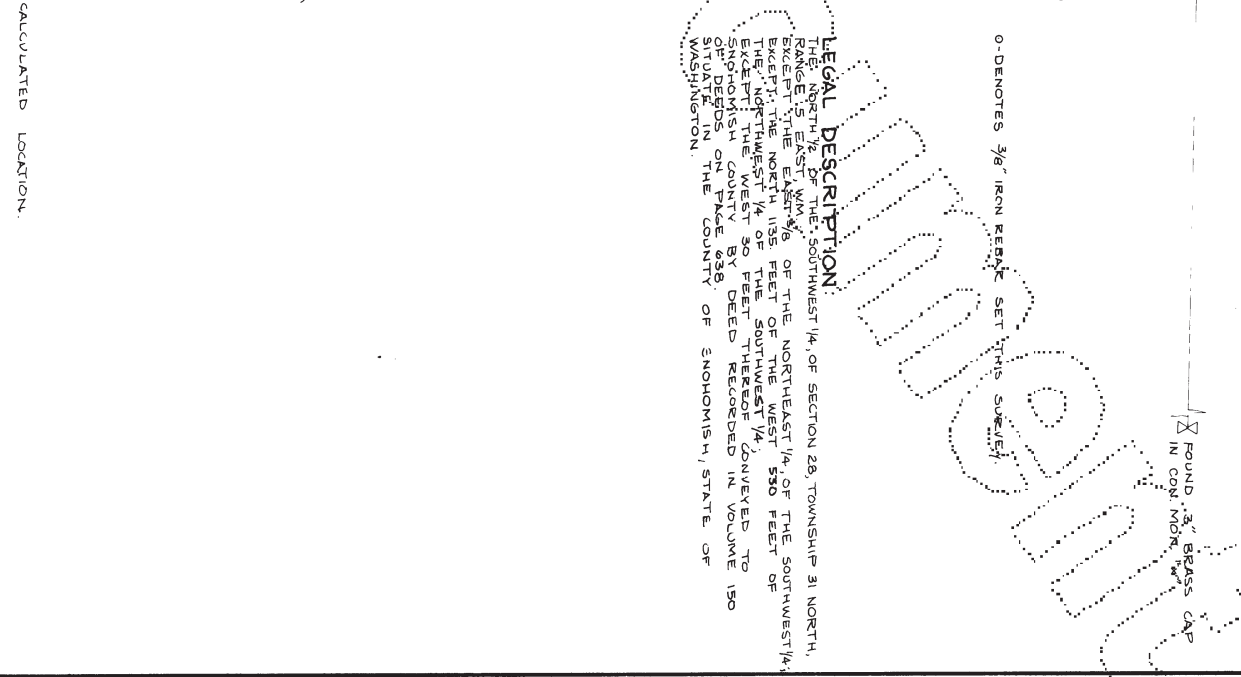 FOUND 3" BRASS CAP
IN CON. MON.
O-DENOTES 3/8" IRON REBAR SET THIS SURVEY.
LEGAL DESCRIPTION:
THE NORTH 1/2 OF THE SOUTHWEST 1/4, OF SECTION 28, TOWNSHIP 31 NORTH,
RANGE 5 EAST, WM.
EXCEPT THE EAST 3/8 OF THE NORTHEAST 1/4, OF THE SOUTHWEST 1/4;
EXCEPT THE NORTH 1135 FEET OF THE WEST 530 FEET OF
THE NORTHWEST 1/4 OF THE SOUTHWEST 1/4;
EXCEPT THE WEST 30 FEET THEREOF CONVEYED TO
SNOHOMISH COUNTY BY DEED RECORDED IN VOLUME 150
OF DEEDS ON PAGE 638.
SITUATE IN THE COUNTY OF SNOHOMISH, STATE OF
WASHINGTON.
CALCULATED LOCATION.